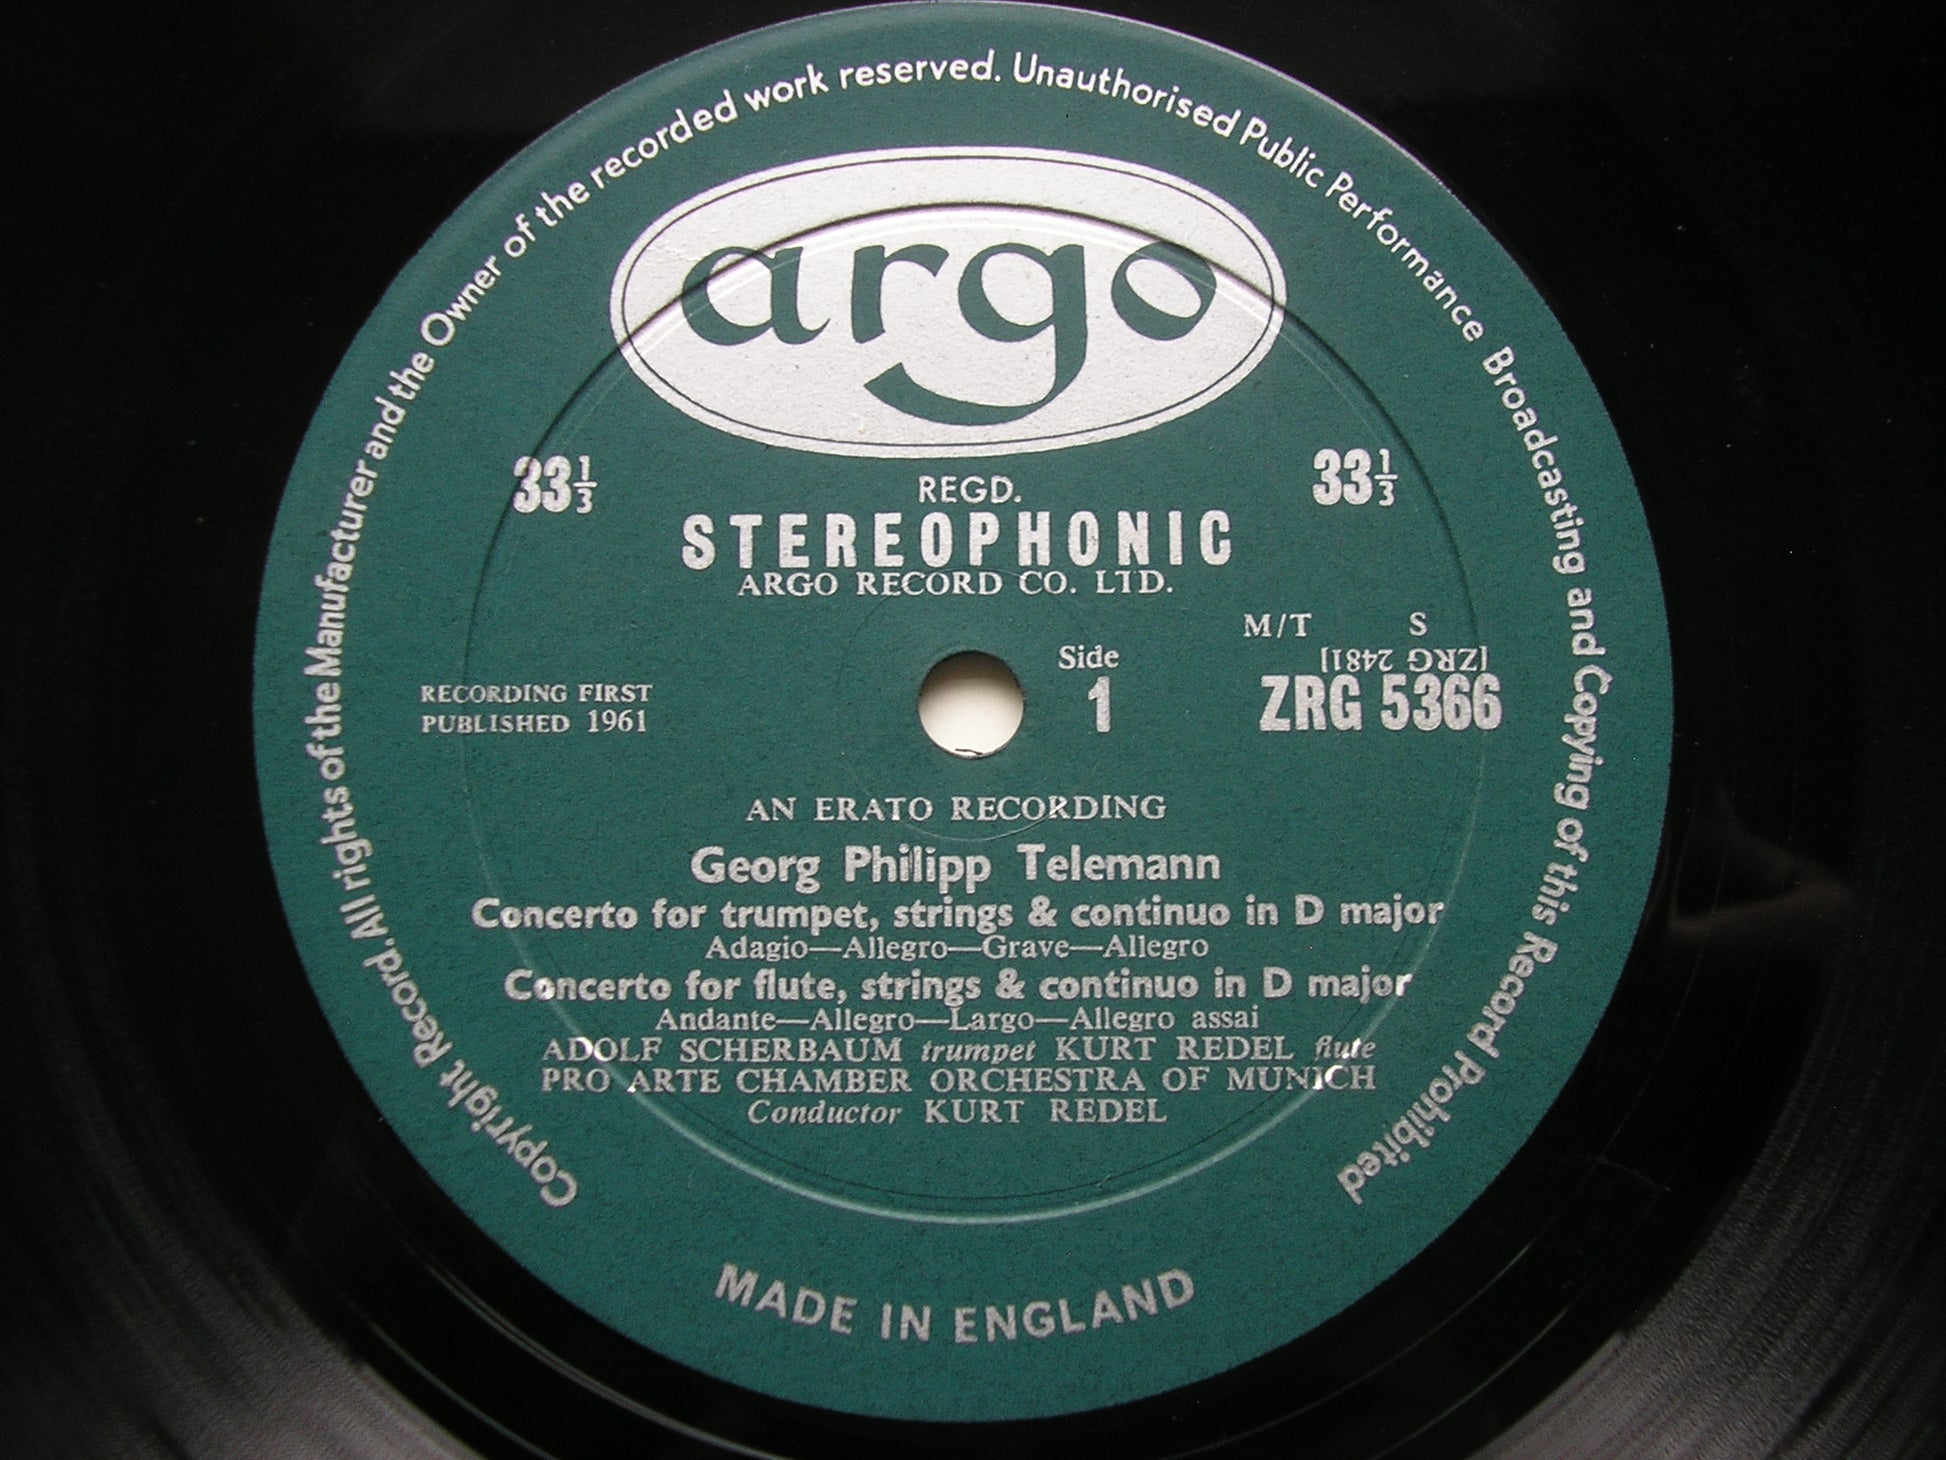 Copyright Record. All rights of the Manufacturer and the Owner of the recorded work reserved. Unauthorised Public Performance Broadcasting and Copying of this Record Prohibited
argo
33⅓
33⅓
REGD.
STEREOPHONIC
ARGO RECORD CO. LTD.
M/T S
Side
[ZRG 2481]
1
ZRG 5366
RECORDING FIRST
PUBLISHED 1961
AN ERATO RECORDING
Georg Philipp Telemann
Concerto for trumpet, strings & continuo in D major
Adagio—Allegro—Grave—Allegro
Concerto for flute, strings & continuo in D major
Andante—Allegro—Largo—Allegro assai
ADOLF SCHERBAUM trumpet KURT REDEL flute
PRO ARTE CHAMBER ORCHESTRA OF MUNICH
Conductor KURT REDEL
MADE IN ENGLAND